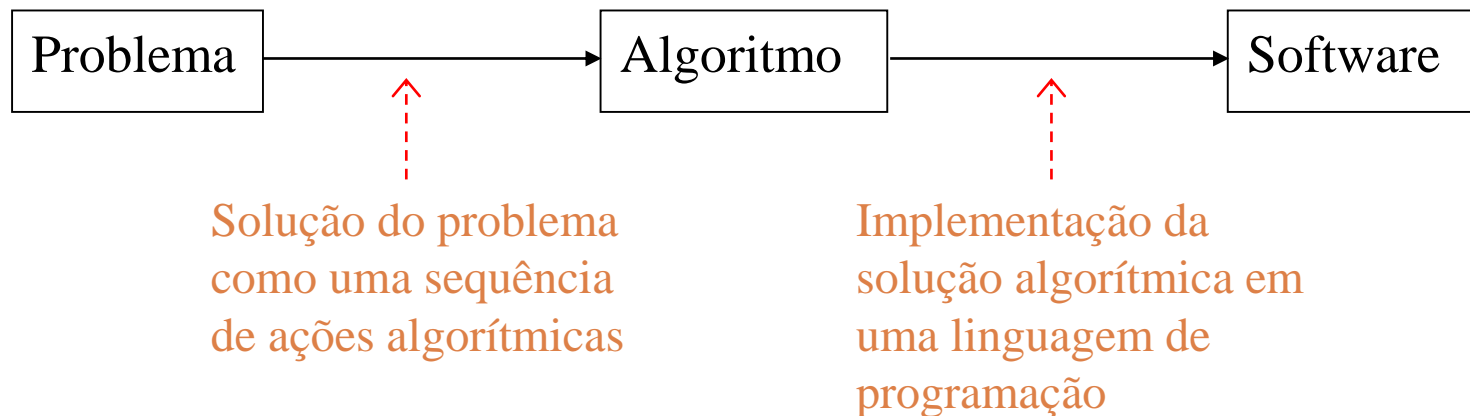 Problema
Algoritmo
Software
Solução do problema
como uma sequência
de ações algorítmicas
Implementação da
solução algorítmica em
uma linguagem de
programação